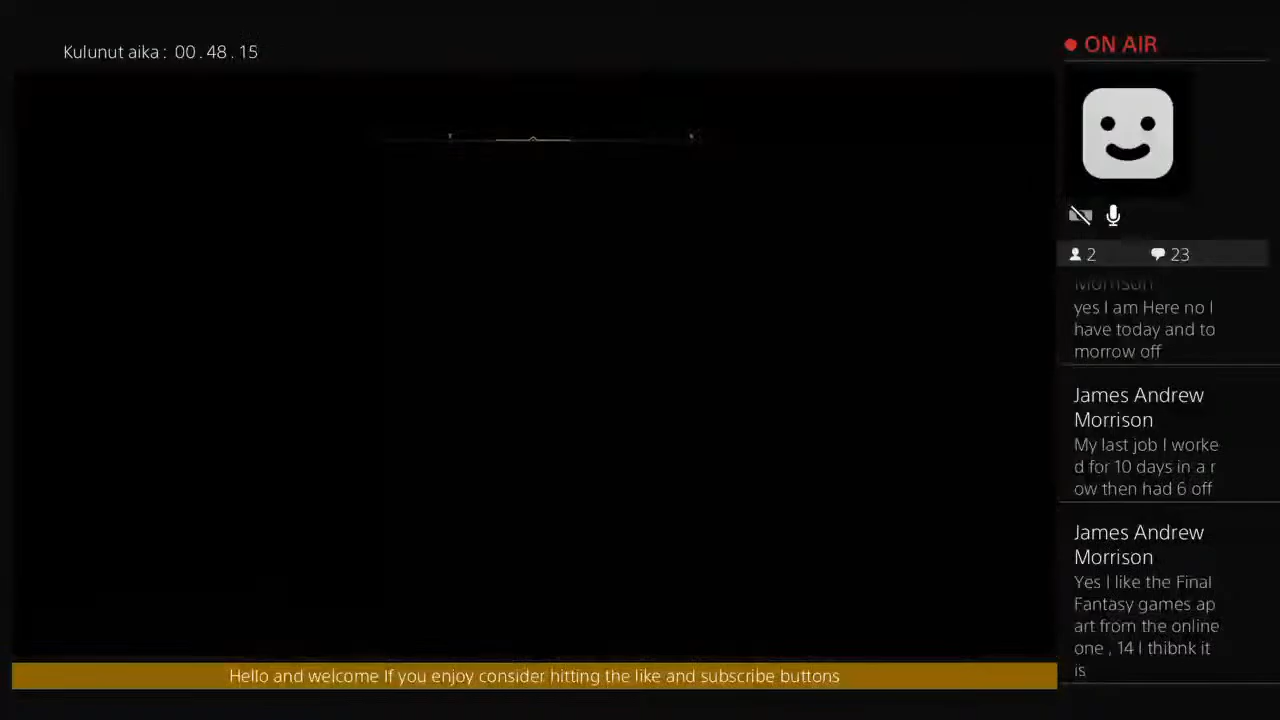 Kulunut aika : 00 . 48 . 15
ON AIR
2
23
Morrison
yes I am Here no I
have today and to
morrow off
James Andrew
Morrison
My last job I worke
d for 10 days in a r
ow then had 6 off
James Andrew
Morrison
Yes I like the Final
Fantasy games ap
art from the online
one , 14 I thibnk it
is
Hello and welcome If you enjoy consider hitting the like and subscribe buttons